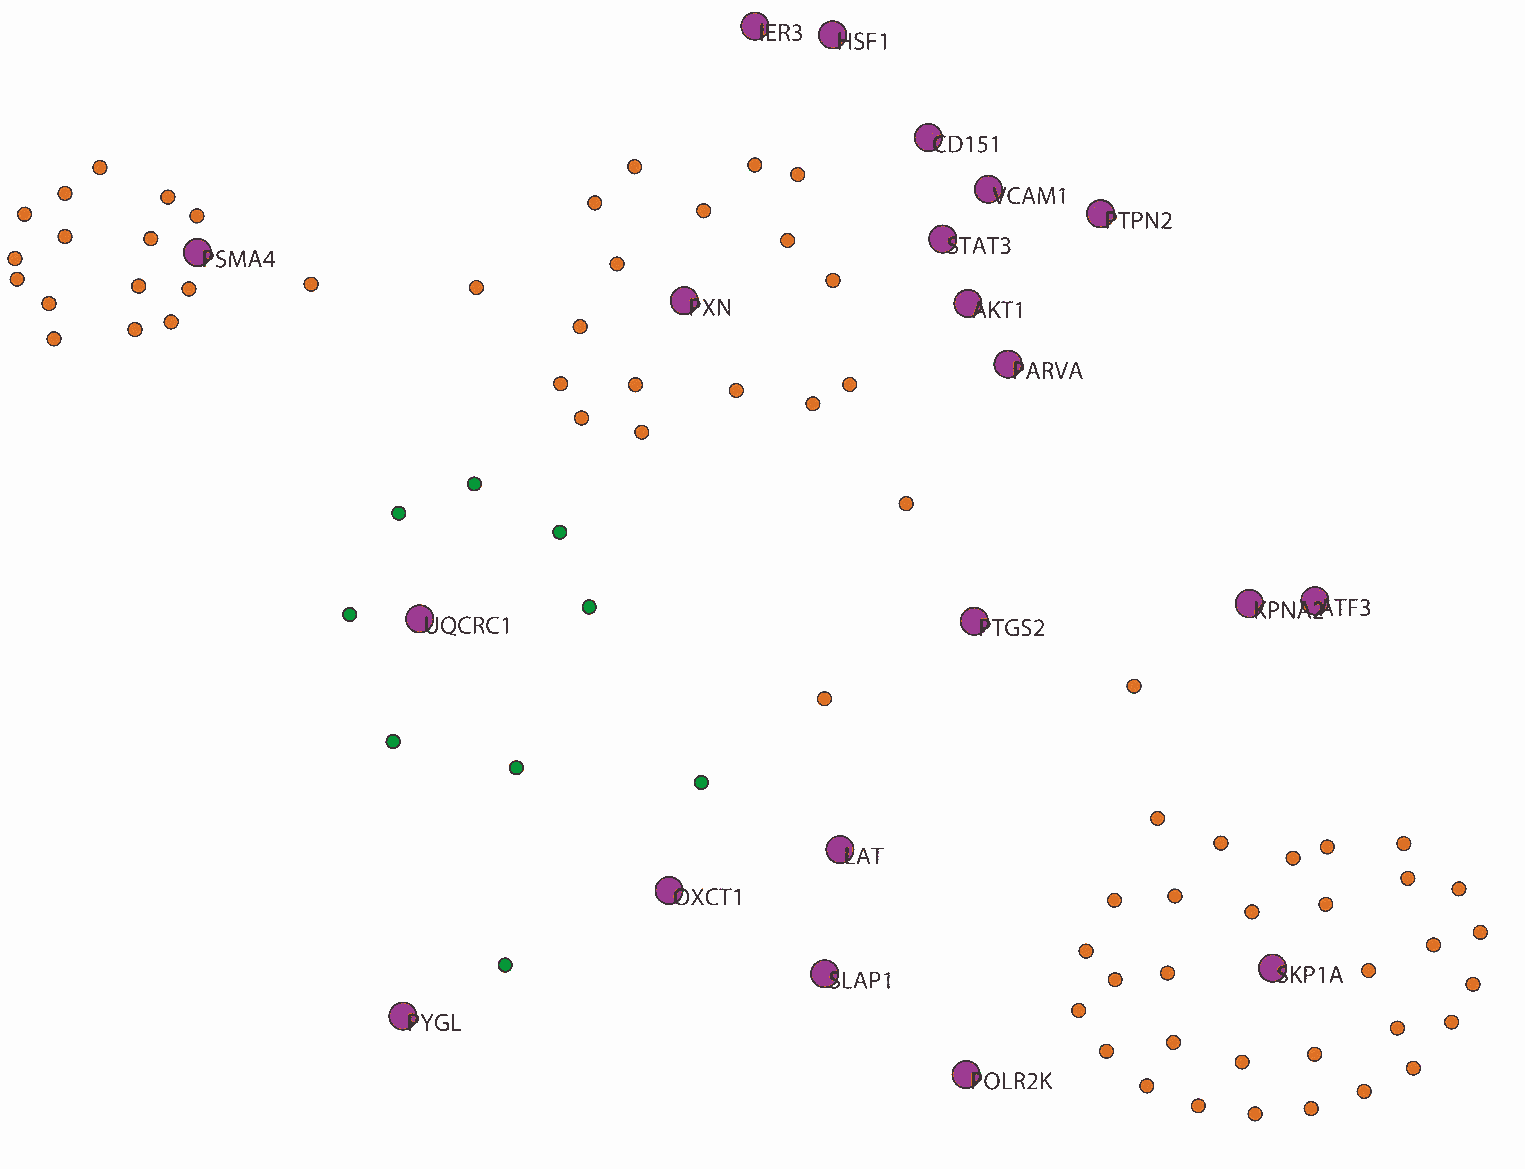 IER3
HSF1
CD151
VCAM1
PTPN2
STAT3
PSMA4
PXN
AKT1
PARVA
KPNA2
ATF3
UQCRC1
PTGS2
LAT
OXCT1
SKP1A
SLAP1
PYGL
POLR2K